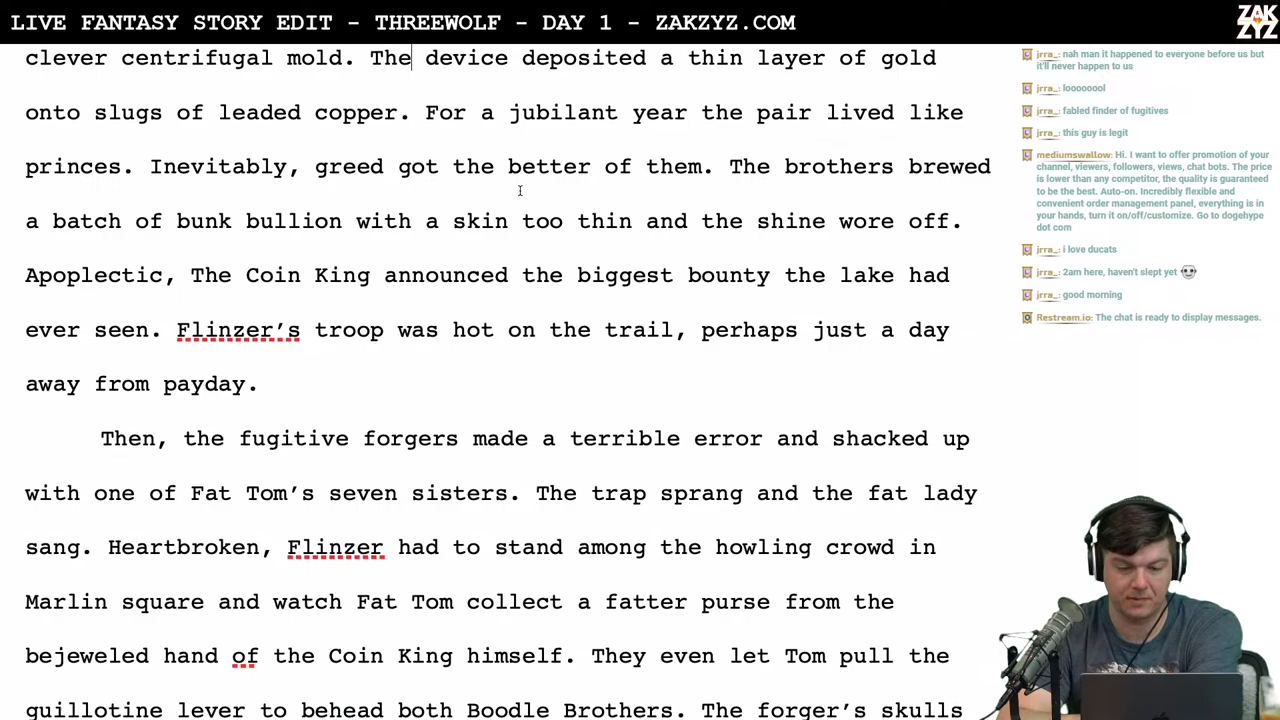 LIVE FANTASY STORY EDIT - THREEWOLF - DAY 1 - ZAKZYZ.COM
ZAK
ZYZ
clever centrifugal mold. The device deposited a thin layer of gold
onto slugs of leaded copper. For a jubilant year the pair lived like
princes. Inevitably, greed got the better of them. The brothers brewed
a batch of bunk bullion with a skin too thin and the shine wore off.
Apoplectic, The Coin King announced the biggest bounty the lake had
ever seen. Flinzer’s troop was hot on the trail, perhaps just a day
away from payday.
Then, the fugitive forgers made a terrible error and shacked up
with one of Fat Tom’s seven sisters. The trap sprang and the fat lady
sang. Heartbroken, Flinzer had to stand among the howling crowd in
Marlin square and watch Fat Tom collect a fatter purse from the
bejeweled hand of the Coin King himself. They even let Tom pull the
guillotine lever to behead both Boodle Brothers. The forger’s skulls
jrra_: nah man it happened to everyone before us but
it'll never happen to us
jrra_: looooooool
jrra_: fabled finder of fugitives
jrra_: this guy is legit
mediumswallow: Hi. I want to offer promotion of your
channel, viewers, followers, views, chat bots. The price
is lower than any competitor, the quality is guaranteed
to be the best. Auto-on. Incredibly flexible and
convenient order management panel, everything is in
your hands, turn it on/off/customize. Go to dogehype
dot com
jrra_: i love ducats
jrra_: 2am here, haven't slept yet
jrra_: good morning
Restream.io: The chat is ready to display messages.